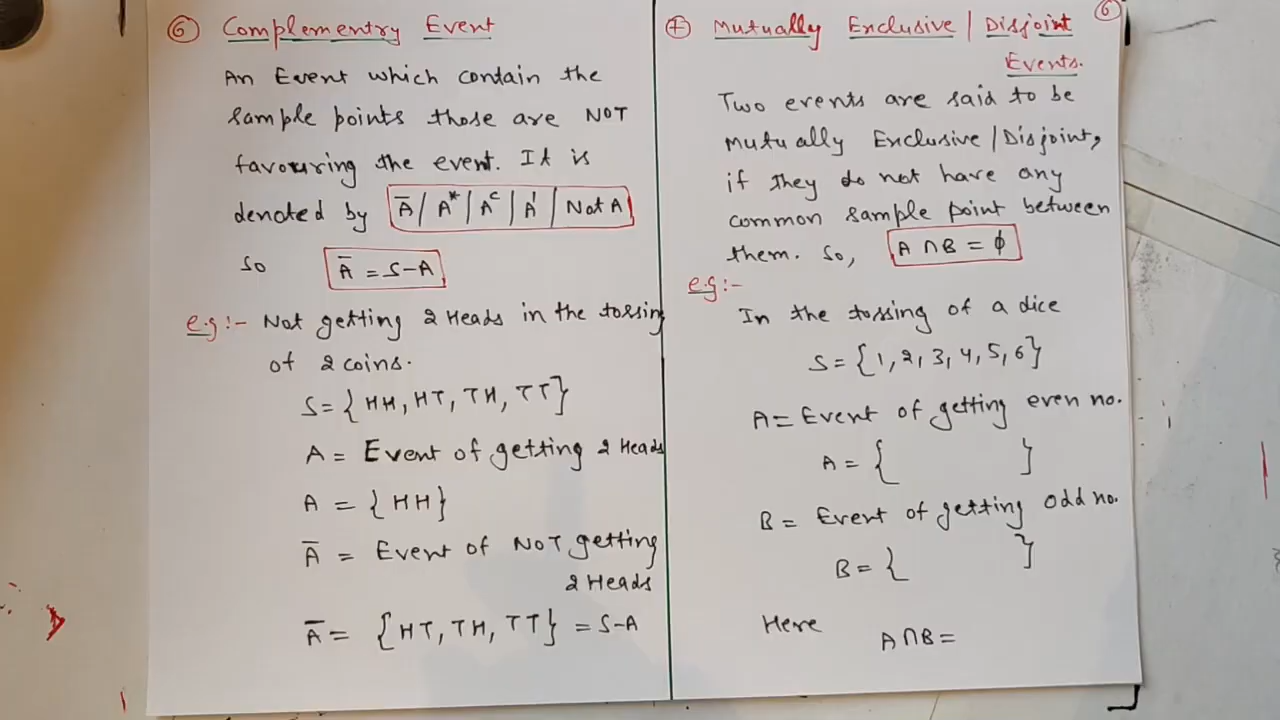 ⑥ Complementry Event
An Event which contain the
sample points those are NOT
favouring the event. It is
denoted by Ā | A* | Aᶜ | A' | Not A
so Ā = S-A
e.g :- Not getting 2 Heads in the tossing
of 2 coins.
S = {HH, HT, TH, TT}
A = Event of getting 2 Heads
A = {HH}
Ā = Event of NOT getting
2 Heads
Ā = {HT, TH, TT} = S-A
⑥
⑦ Mutually Exclusive / Disjoint
Events.
Two events are said to be
Mutually Exclusive / Disjoint,
if they do not have any
common sample point between
them. So, A ∩ B = ϕ
e.g :-
In the tossing of a dice
S = {1, 2, 3, 4, 5, 6}
A = Event of getting even no.
A = { }
B = Event of getting odd no.
B = { }
Here
A ∩ B =